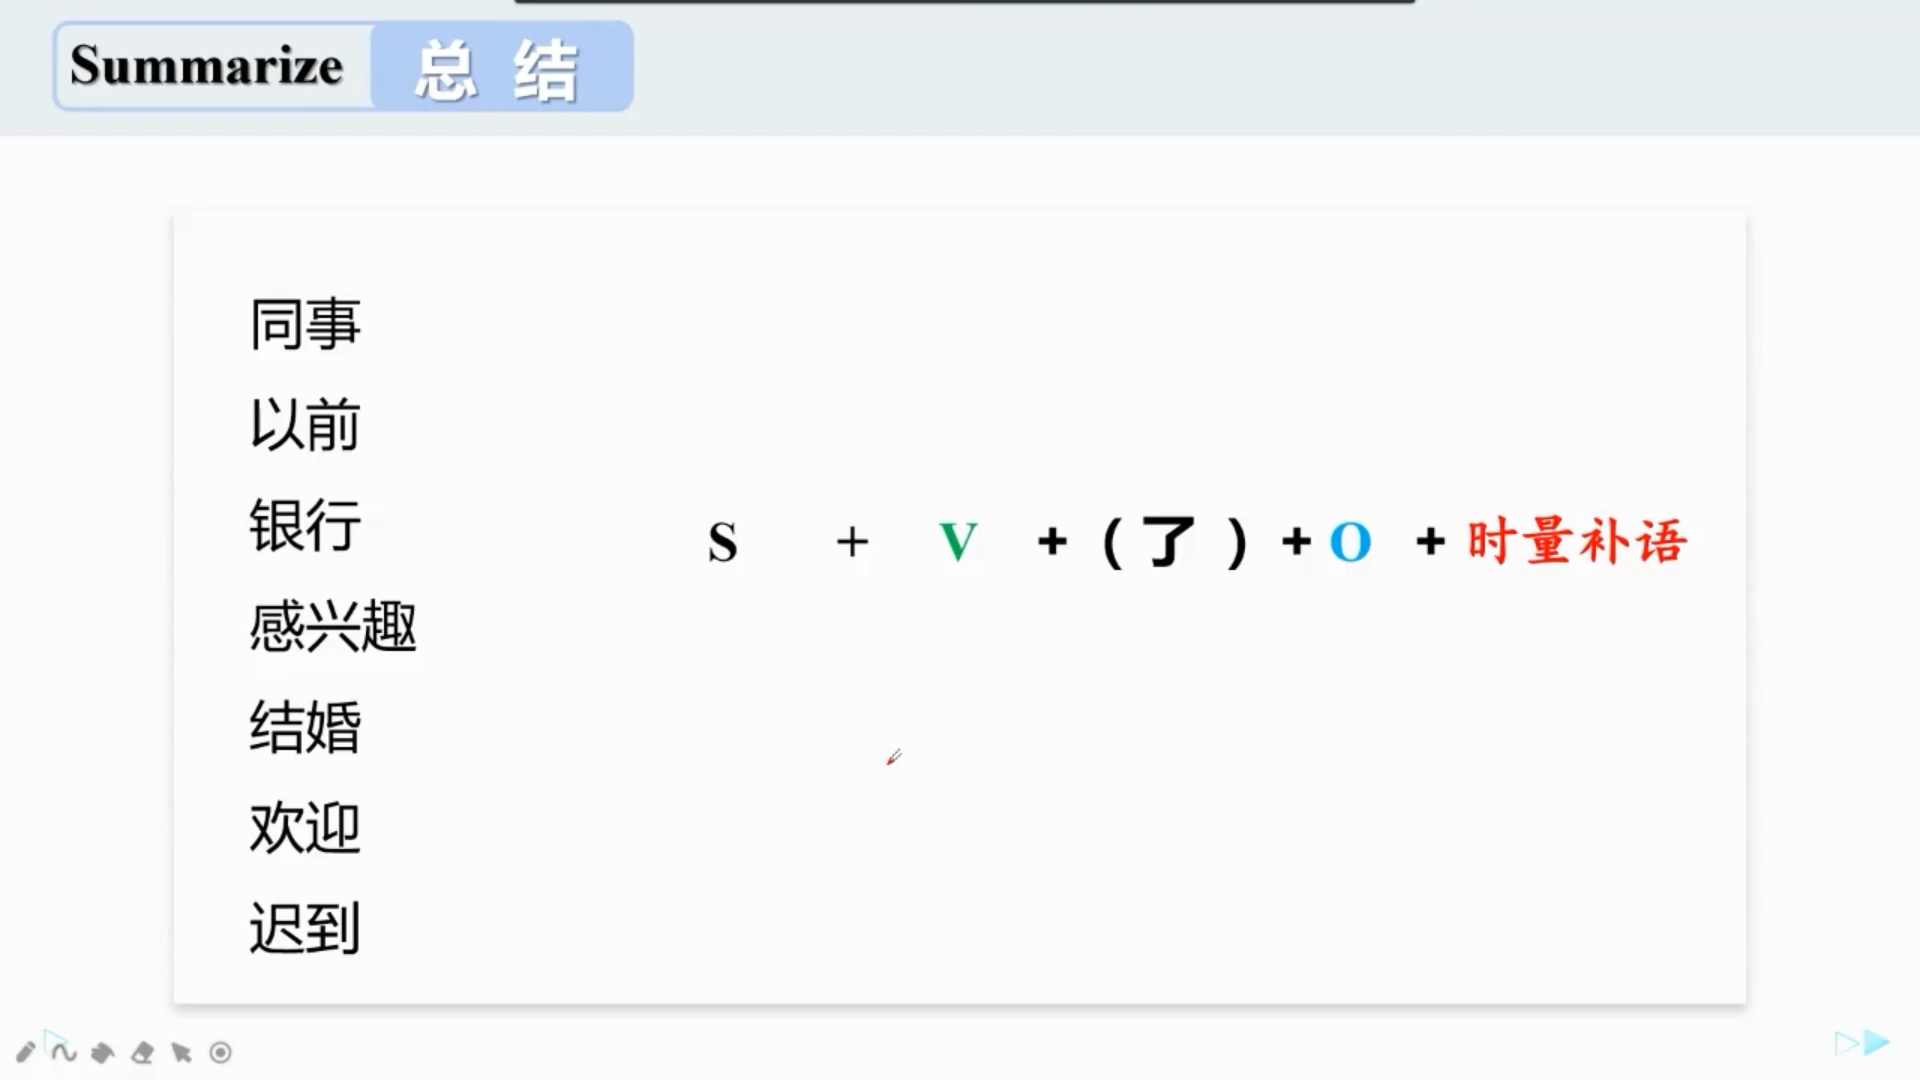 Summarize 总 结
同事
以前
银行
S + V + ( 了 ) + O + 时量补语
感兴趣
结婚
欢迎
迟到